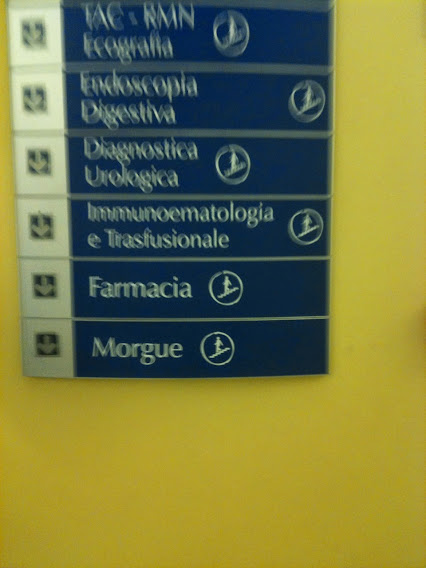 TAC - RMN
Ecografia
Endoscopia
Digestiva
Diagnostica
Urologica
Immunoematologia
e Trasfusionale
Farmacia
Morgue